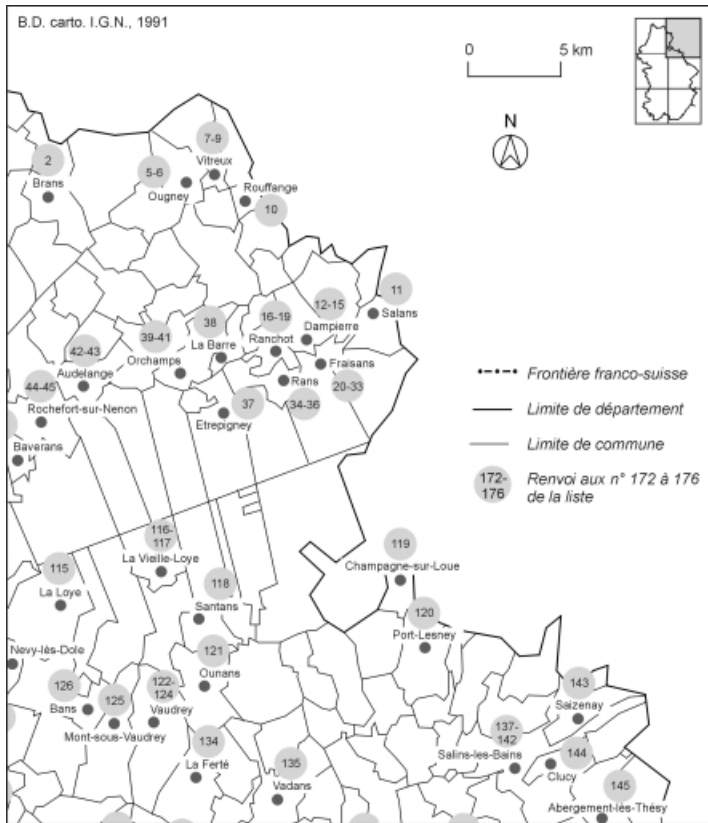 B.D. carto. I.G.N., 1991
0 5 km
N
7-9
Vitreux
2
Brans
5-6
Ougney
Rouffange
10
11
Salans
12-15
Dampierre
16-19
Ranchot
38
La Barre
39-41
Orchamps
42-43
Audelange
Fraisans
20-33
Rans
34-36
37
Etrepigney
44-45
Rochefort-sur-Nenon
Baverans
Frontière franco-suisse
Limite de département
Limite de commune
172-
176
Renvoi aux n° 172 à 176
de la liste
116-
117
La Vieille-Loye
119
Champagne-sur-Loue
115
La Loye
118
Santans
120
Port-Lesney
Nevy-lès-Dole
121
Ounans
126
Bans
125
Mont-sous-Vaudrey
122-
124
Vaudrey
143
Saizenay
134
La Ferté
135
Vadans
137-
142
Salins-les-Bains
144
Clucy
145
Abergement-lès-Thésy